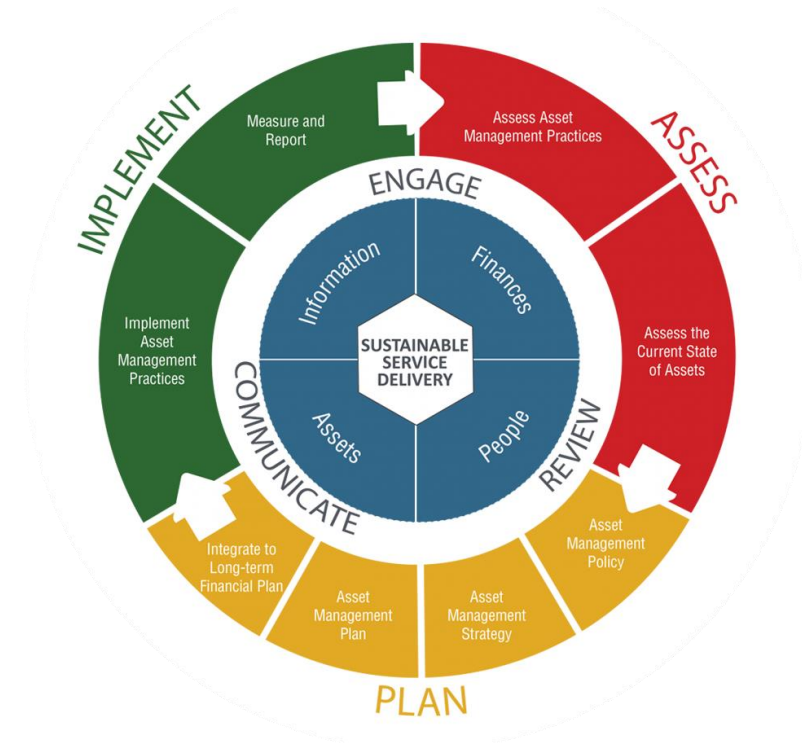 IMPLEMENT
ASSESS
PLAN
Measure and
Report
Assess Asset
Management Practices
Assess the
Current State
of Assets
Asset
Management
Policy
Asset
Management
Strategy
Asset
Management
Plan
Integrate to
Long-term
Financial Plan
Implement
Asset
Management
Practices
ENGAGE
REVIEW
COMMUNICATE
Information
Finances
People
Assets
SUSTAINABLE
SERVICE
DELIVERY